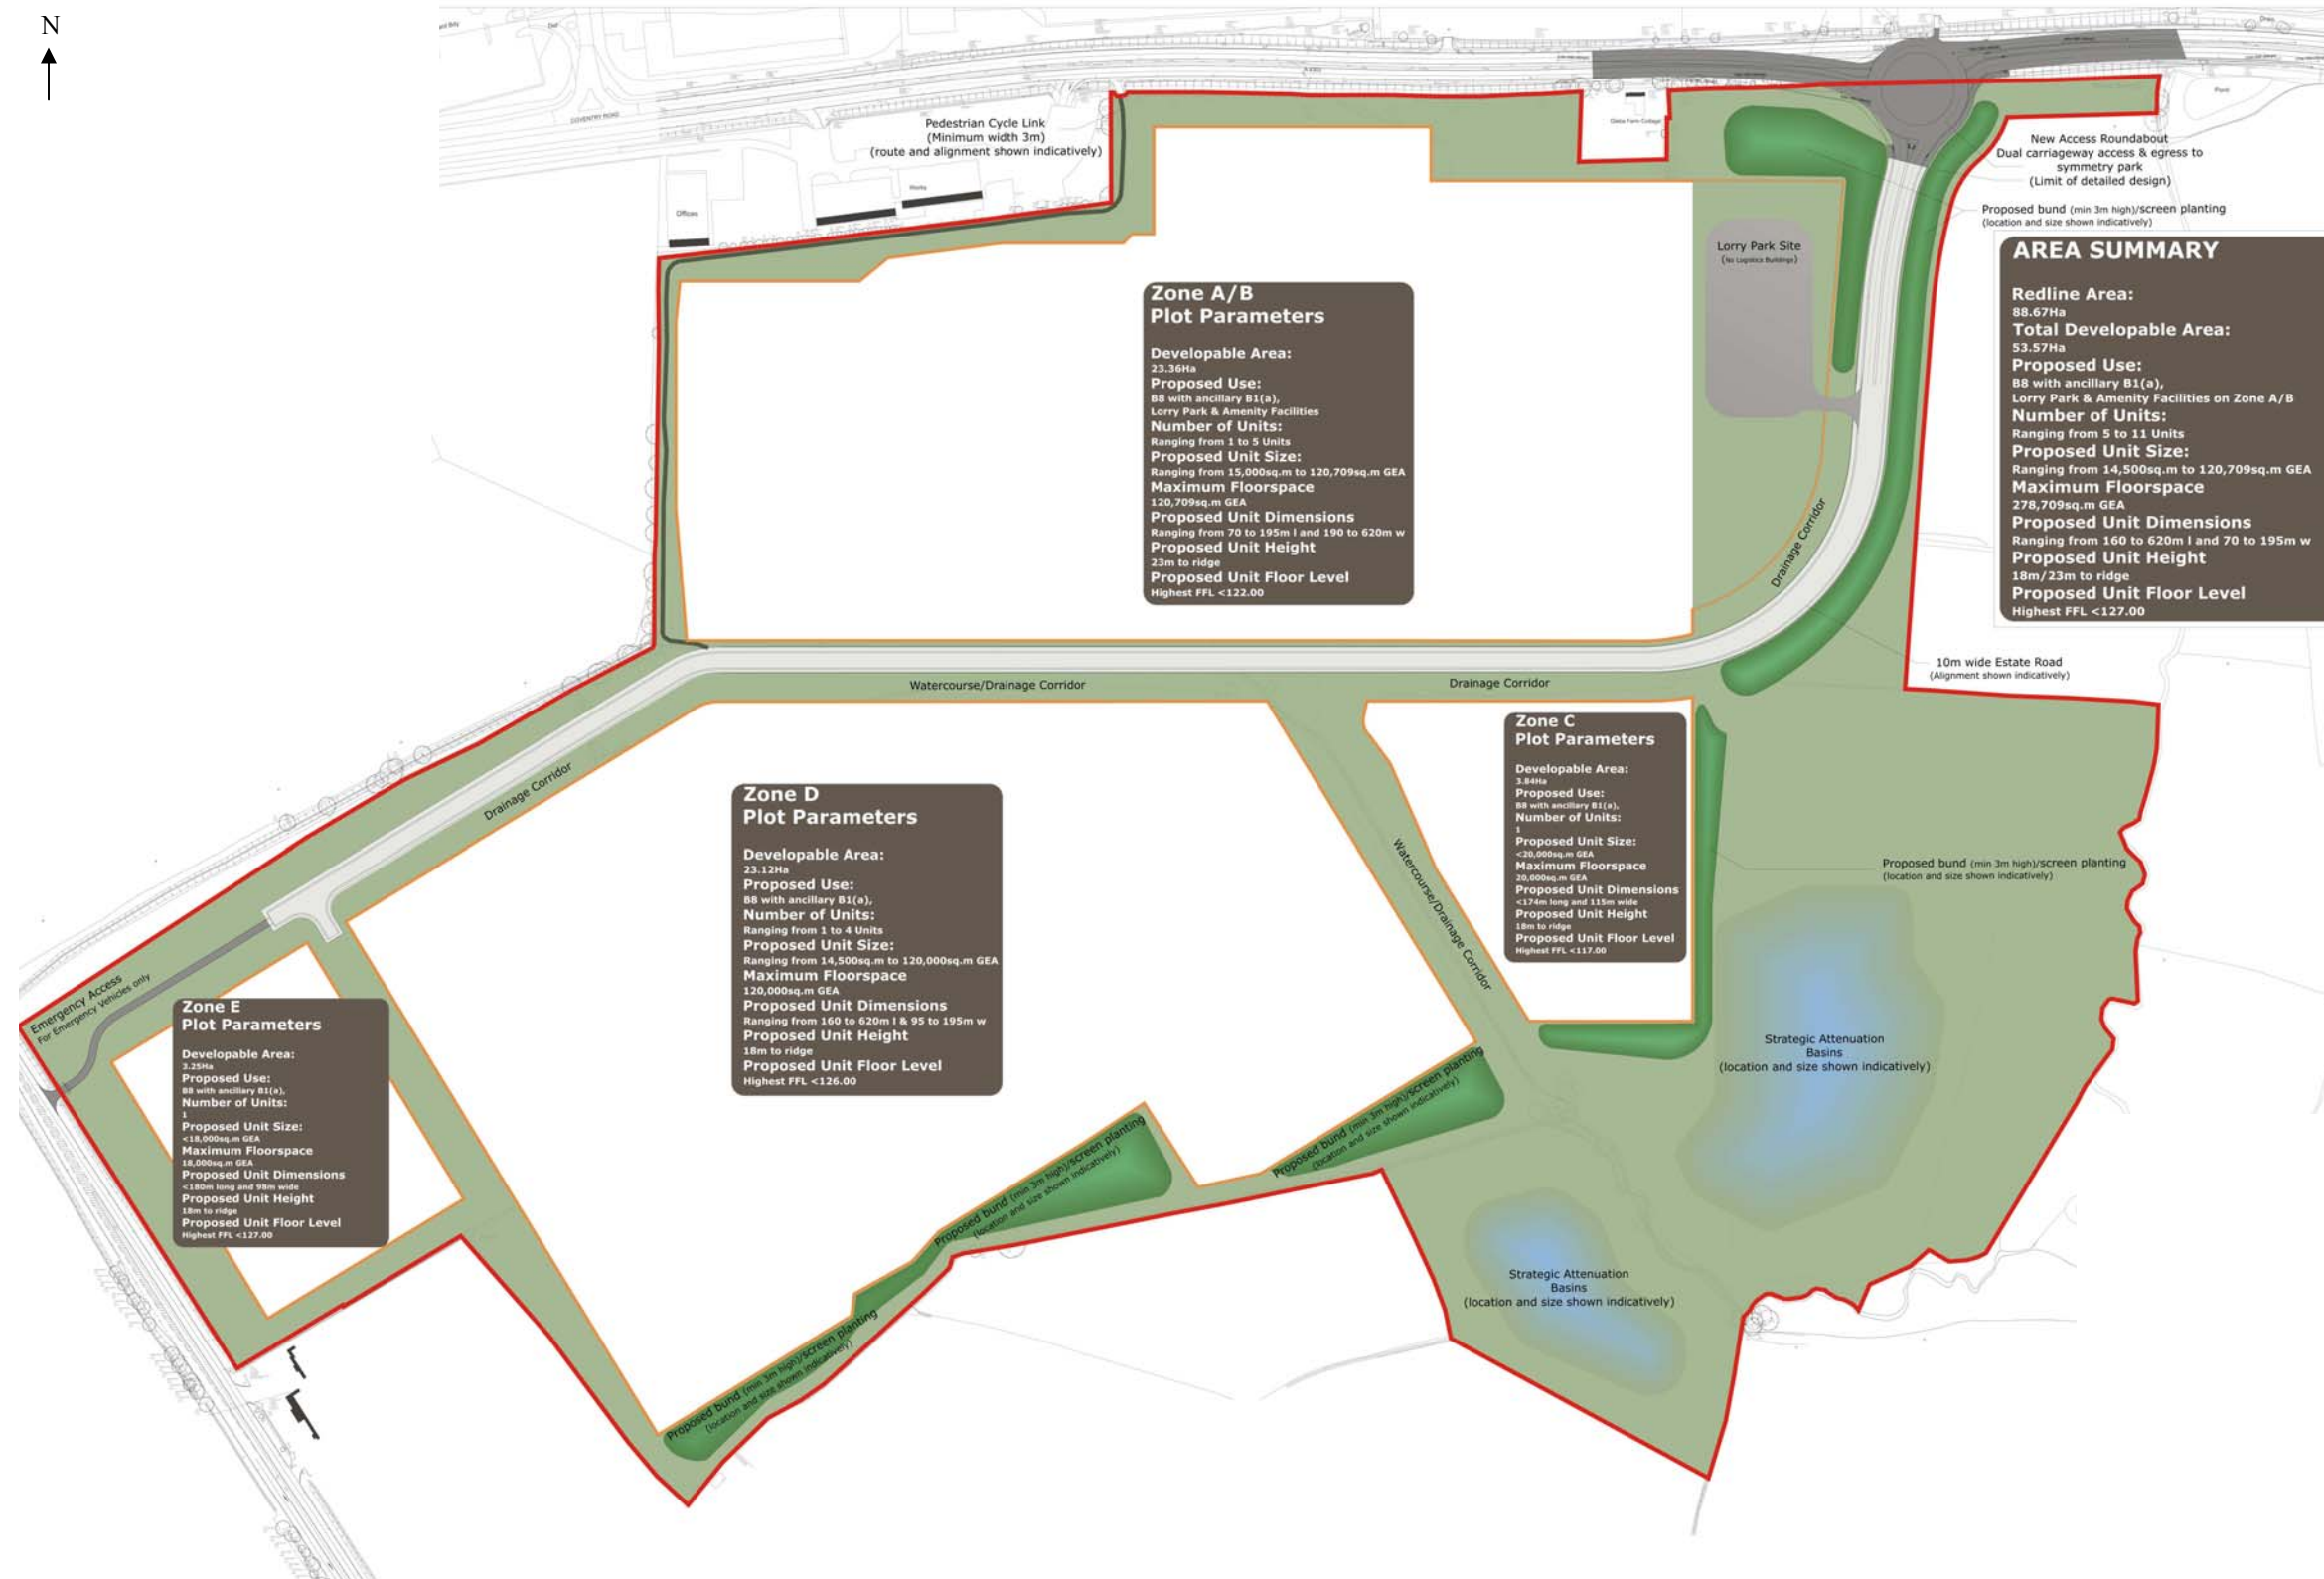 N
COVENTRY ROAD
Pedestrian Cycle Link
(Minimum width 3m)
(route and alignment shown indicatively)
Offices
Works
Glebe Farm Cottage
Pond
Drain
New Access Roundabout
Dual carriageway access & egress to
symmetry park
(Limit of detailed design)
Proposed bund (min 3m high)/screen planting
(location and size shown indicatively)
Lorry Park Site
(No Logistics Buildings)
AREA SUMMARY
Redline Area:
88.67Ha
Total Developable Area:
53.57Ha
Proposed Use:
B8 with ancillary B1(a),
Lorry Park & Amenity Facilities on Zone A/B
Number of Units:
Ranging from 5 to 11 Units
Proposed Unit Size:
Ranging from 14,500sq.m to 120,709sq.m GEA
Maximum Floorspace
278,709sq.m GEA
Proposed Unit Dimensions
Ranging from 160 to 620m l and 70 to 195m w
Proposed Unit Height
18m/23m to ridge
Proposed Unit Floor Level
Highest FFL <127.00
Zone A/B
Plot Parameters
Developable Area:
23.36Ha
Proposed Use:
B8 with ancillary B1(a),
Lorry Park & Amenity Facilities
Number of Units:
Ranging from 1 to 5 Units
Proposed Unit Size:
Ranging from 15,000sq.m to 120,709sq.m GEA
Maximum Floorspace
120,709sq.m GEA
Proposed Unit Dimensions
Ranging from 70 to 195m l and 190 to 620m w
Proposed Unit Height
23m to ridge
Proposed Unit Floor Level
Highest FFL <122.00
Drainage Corridor
10m wide Estate Road
(Alignment shown indicatively)
Watercourse/Drainage Corridor
Drainage Corridor
Drainage Corridor
Zone C
Plot Parameters
Developable Area:
3.84Ha
Proposed Use:
B8 with ancillary B1(a),
Number of Units:
1
Proposed Unit Size:
<20,000sq.m GEA
Maximum Floorspace
20,000sq.m GEA
Proposed Unit Dimensions
<174m long and 115m wide
Proposed Unit Height
18m to ridge
Proposed Unit Floor Level
Highest FFL <117.00
Zone D
Plot Parameters
Developable Area:
23.12Ha
Proposed Use:
B8 with ancillary B1(a),
Number of Units:
Ranging from 1 to 4 Units
Proposed Unit Size:
Ranging from 14,500sq.m to 120,000sq.m GEA
Maximum Floorspace
120,000sq.m GEA
Proposed Unit Dimensions
Ranging from 160 to 620m l & 95 to 195m w
Proposed Unit Height
18m to ridge
Proposed Unit Floor Level
Highest FFL <126.00
Watercourse/Drainage Corridor
Proposed bund (min 3m high)/screen planting
(location and size shown indicatively)
Emergency Access
For Emergency Vehicles only
Zone E
Plot Parameters
Developable Area:
3.25Ha
Proposed Use:
B8 with ancillary B1(a),
Number of Units:
1
Proposed Unit Size:
<18,000sq.m GEA
Maximum Floorspace
18,000sq.m GEA
Proposed Unit Dimensions
<180m long and 98m wide
Proposed Unit Height
18m to ridge
Proposed Unit Floor Level
Highest FFL <127.00
Strategic Attenuation
Basins
(location and size shown indicatively)
Proposed bund (min 3m high)/screen planting
(location and size shown indicatively)
Proposed bund (min 3m high)/screen planting
(location and size shown indicatively)
Strategic Attenuation
Basins
(location and size shown indicatively)
Proposed bund (min 3m high)/screen planting
(location and size shown indicatively)